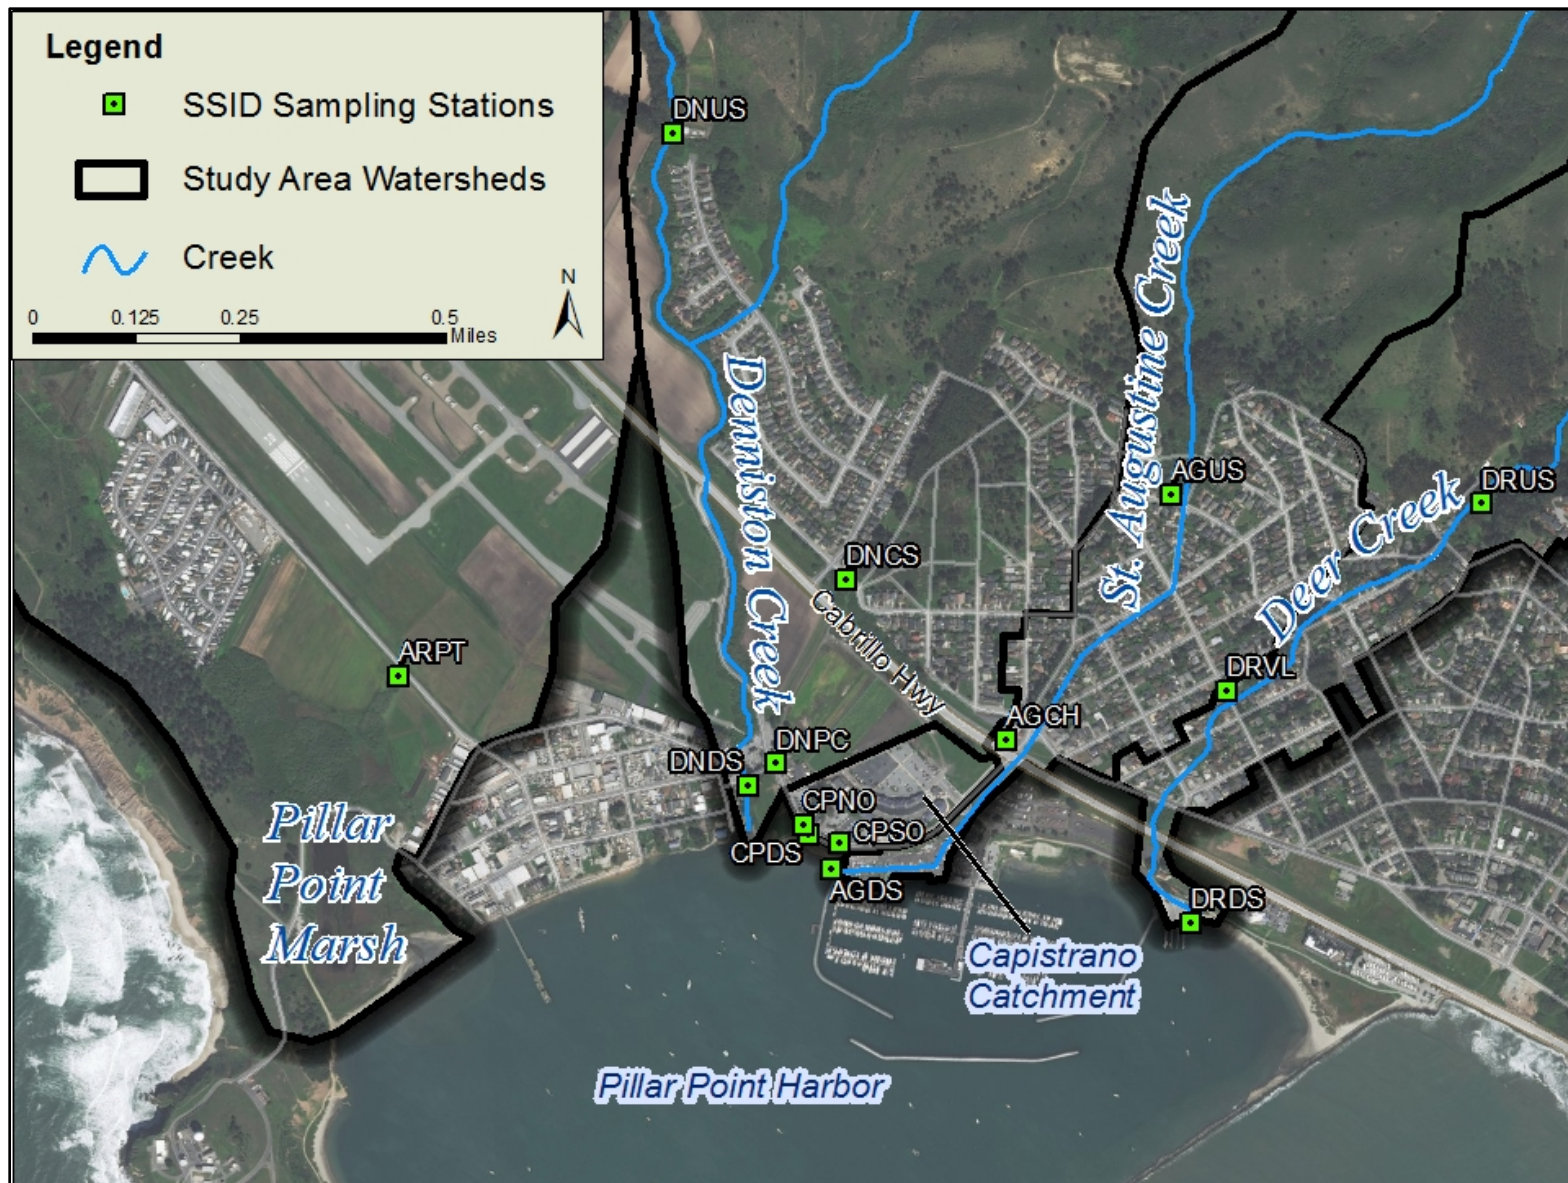 Legend
SSID Sampling Stations
Study Area Watersheds
Creek
N
0 0.125 0.25 0.5
Miles
DNUS
Denniston Creek
St. Augustine Creek
AGUS
DRUS
Deer Creek
DNCS
Cabrillo Hwy
ARPT
DRVL
AGCH
DNPC
DNDS
CPNO
CPSO
CPDS
AGDS
DRDS
Pillar
Point
Marsh
Capistrano
Catchment
Pillar Point Harbor